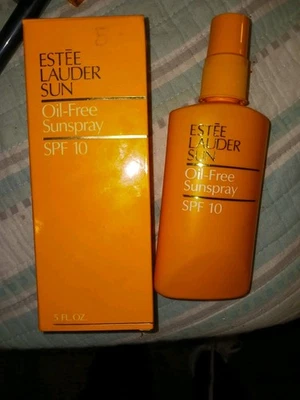 ESTĒE
LAUDER
SUN
Oil-Free
Sunspray
SPF 10
5 FL. OZ.
ESTĒE
LAUDER
SUN
Oil-Free
Sunspray
SPF 10